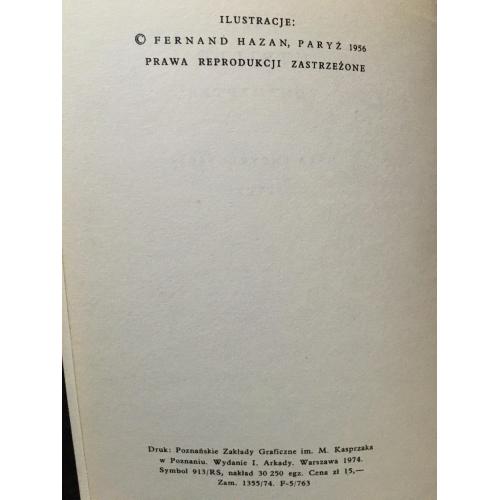 ILUSTRACJE:
© FERNAND HAZAN, PARYŻ 1956
PRAWA REPRODUKCJI ZASTRZEŻONE
Druk: Poznańskie Zakłady Graficzne im. M. Kasprzaka
w Poznaniu. Wydanie I. Arkady. Warszawa 1974.
Symbol 913/RS, nakład 30 250 egz. Cena zł 15,—
Zam. 1355/74. F-5/763